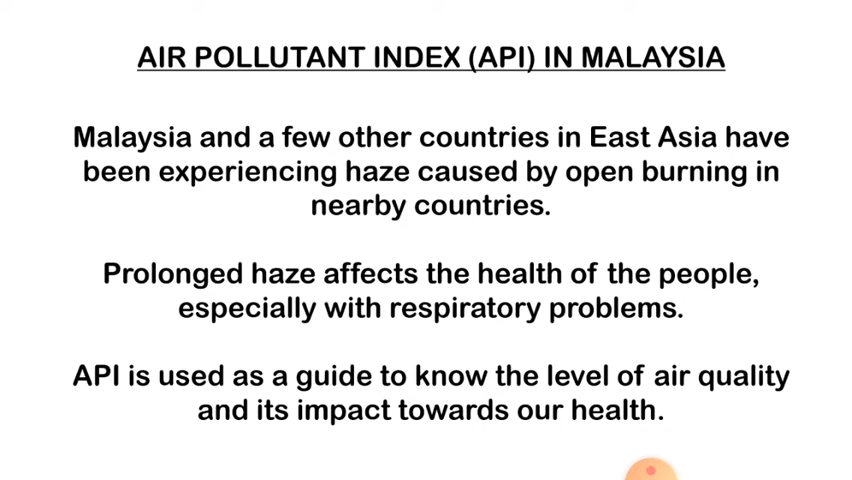 AIR POLLUTANT INDEX (API) IN MALAYSIA
Malaysia and a few other countries in East Asia have
been experiencing haze caused by open burning in
nearby countries.
Prolonged haze affects the health of the people,
especially with respiratory problems.
API is used as a guide to know the level of air quality
and its impact towards our health.